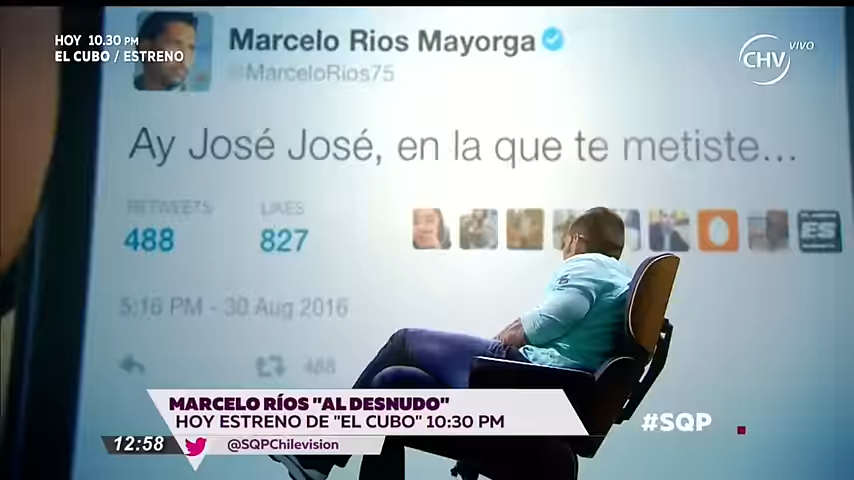 HOY 10.30 PM
EL CUBO / ESTRENO
Marcelo Rios Mayorga
@MarceloRios75
CHV VIVO
Ay José José, en la que te metiste...
RETWEETS LIKES
488 827
ES
5:16 PM - 30 Aug 2016
488
MARCELO RÍOS "AL DESNUDO"
HOY ESTRENO DE "EL CUBO" 10:30 PM
#SQP
12:58 @SQPChilevision